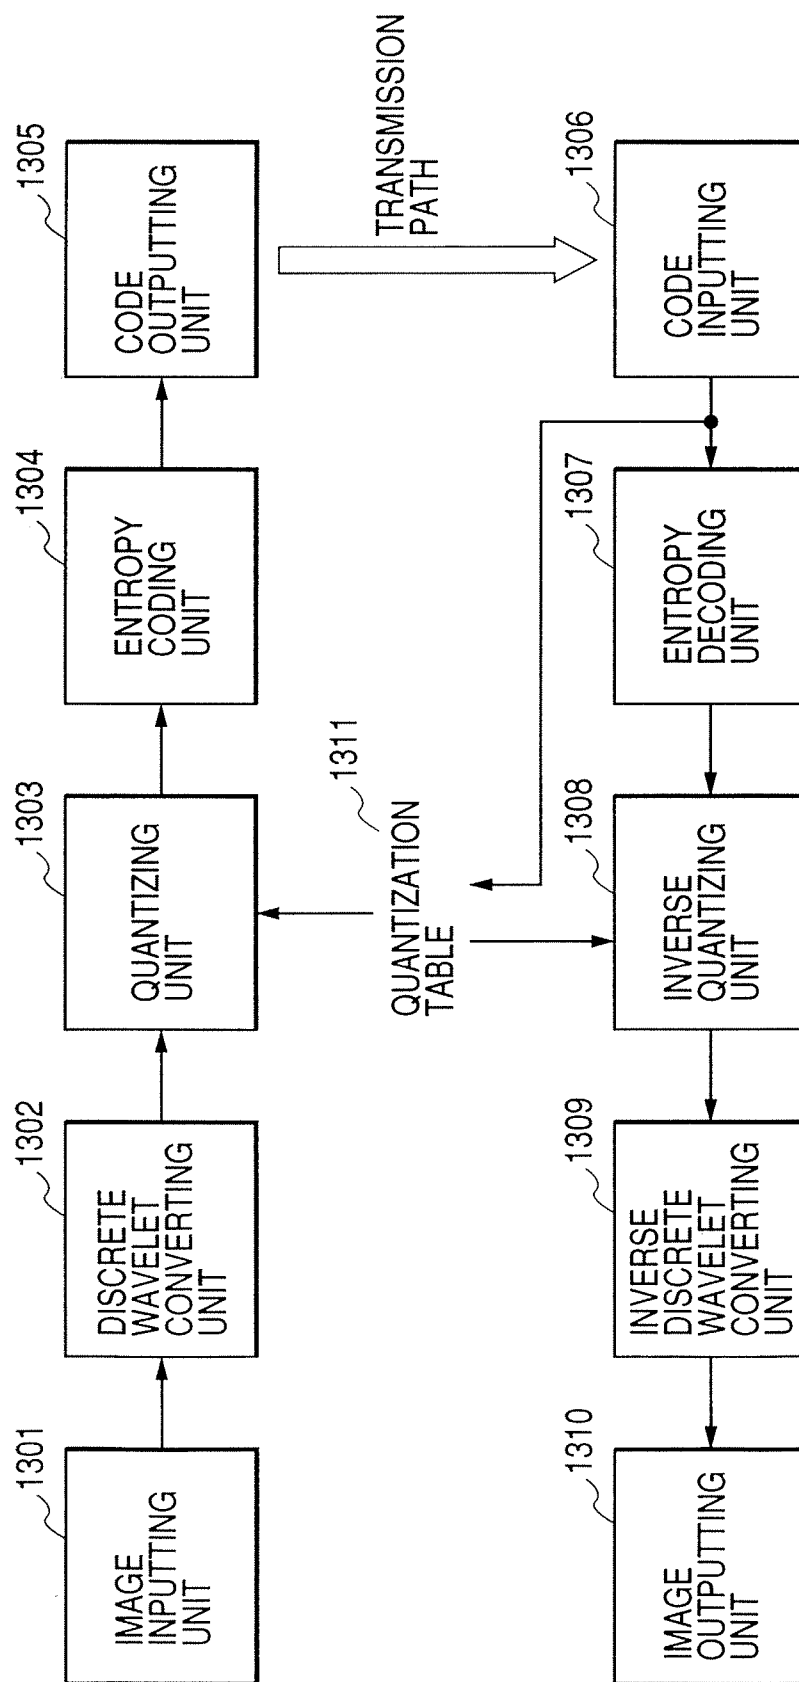 1301
IMAGE
INPUTTING
UNIT
1302
DISCRETE
WAVELET
CONVERTING
UNIT
1303
QUANTIZING
UNIT
1304
ENTROPY
CODING
UNIT
1305
CODE
OUTPUTTING
UNIT
1311
QUANTIZATION
TABLE
TRANSMISSION
PATH
1310
IMAGE
OUTPUTTING
UNIT
1309
INVERSE
DISCRETE
WAVELET
CONVERTING
UNIT
1308
INVERSE
QUANTIZING
UNIT
1307
ENTROPY
DECODING
UNIT
1306
CODE
INPUTTING
UNIT